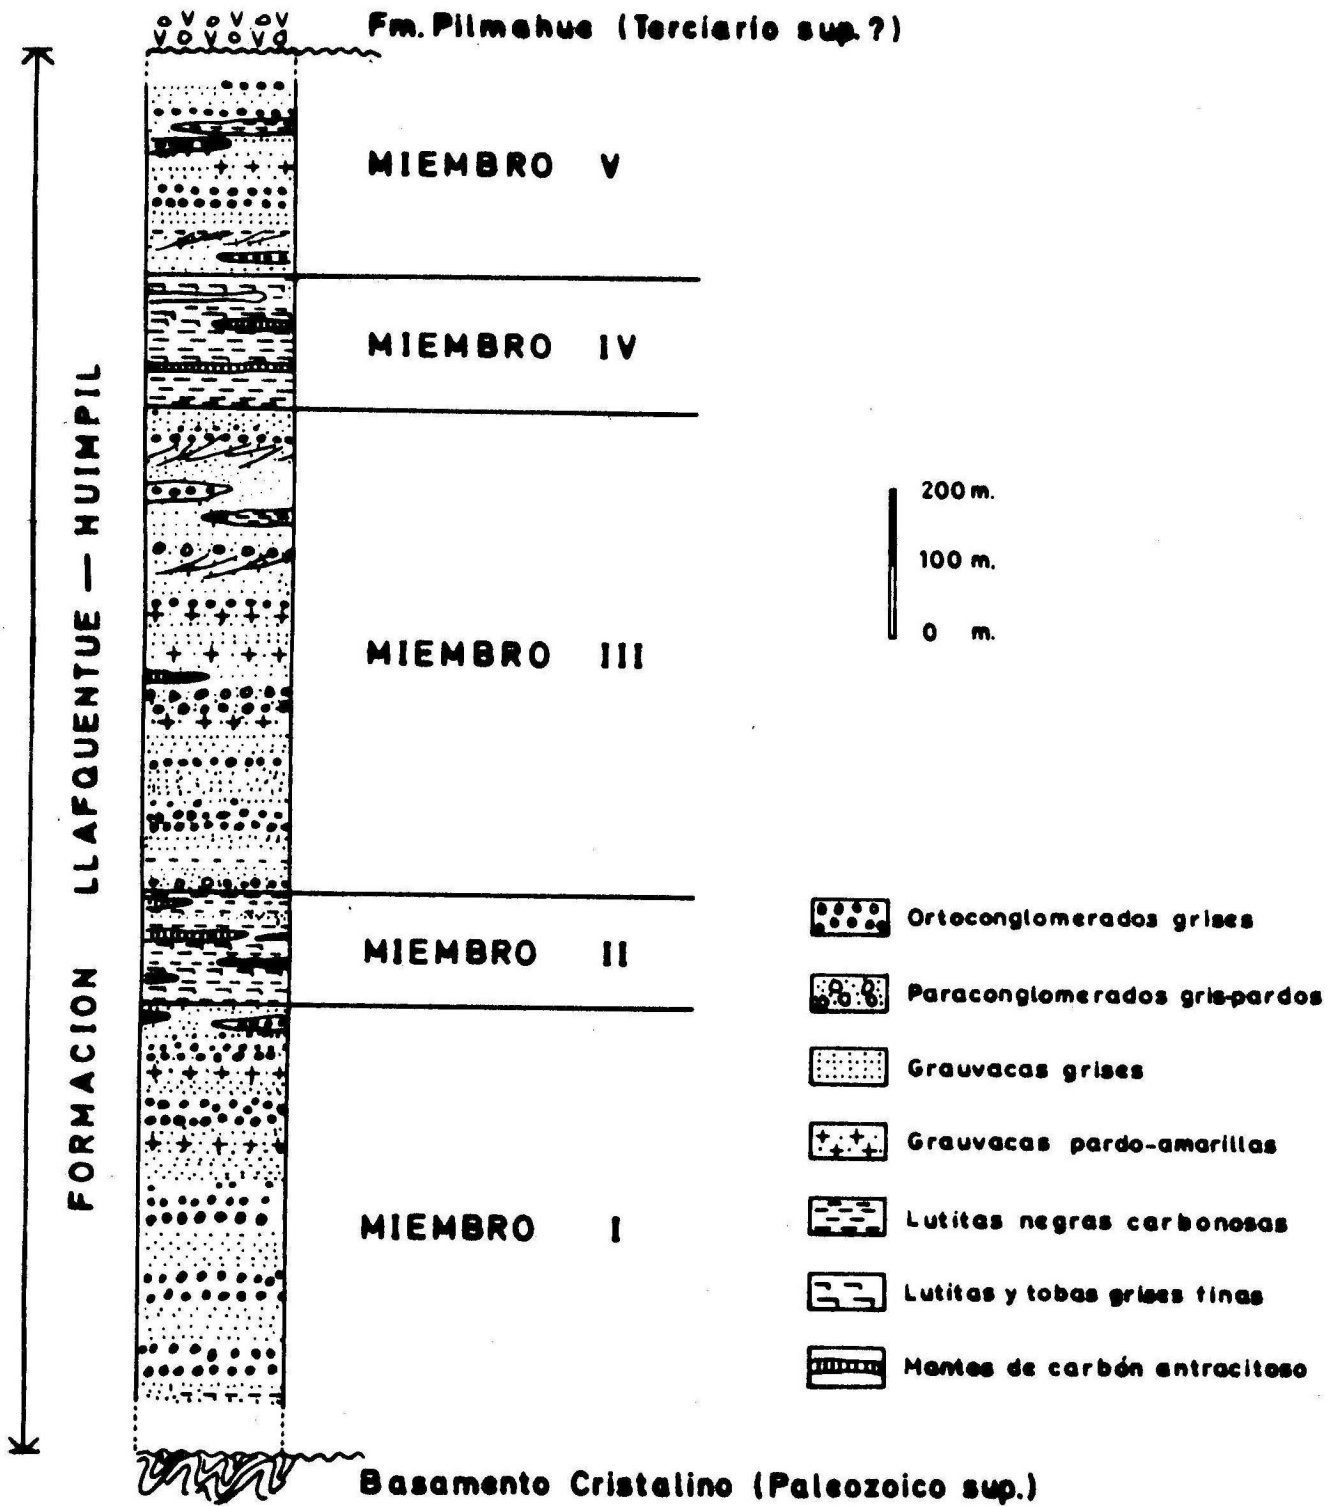 Fm. Pilmahue (Terciario sup.?)
MIEMBRO V
MIEMBRO IV
FORMACION LLAFQUENTUE — HUIMPIL
200 m.
100 m.
0 m.
MIEMBRO III
MIEMBRO II
MIEMBRO I
Ortoconglomerados grises
Paraconglomerados gris-pardos
Grauvacas grises
Grauvacas pardo-amarillas
Lutitas negras carbonosas
Lutitas y tobas grises finas
Mantos de carbón antracitoso
Basamento Cristalino (Paleozoico sup.)